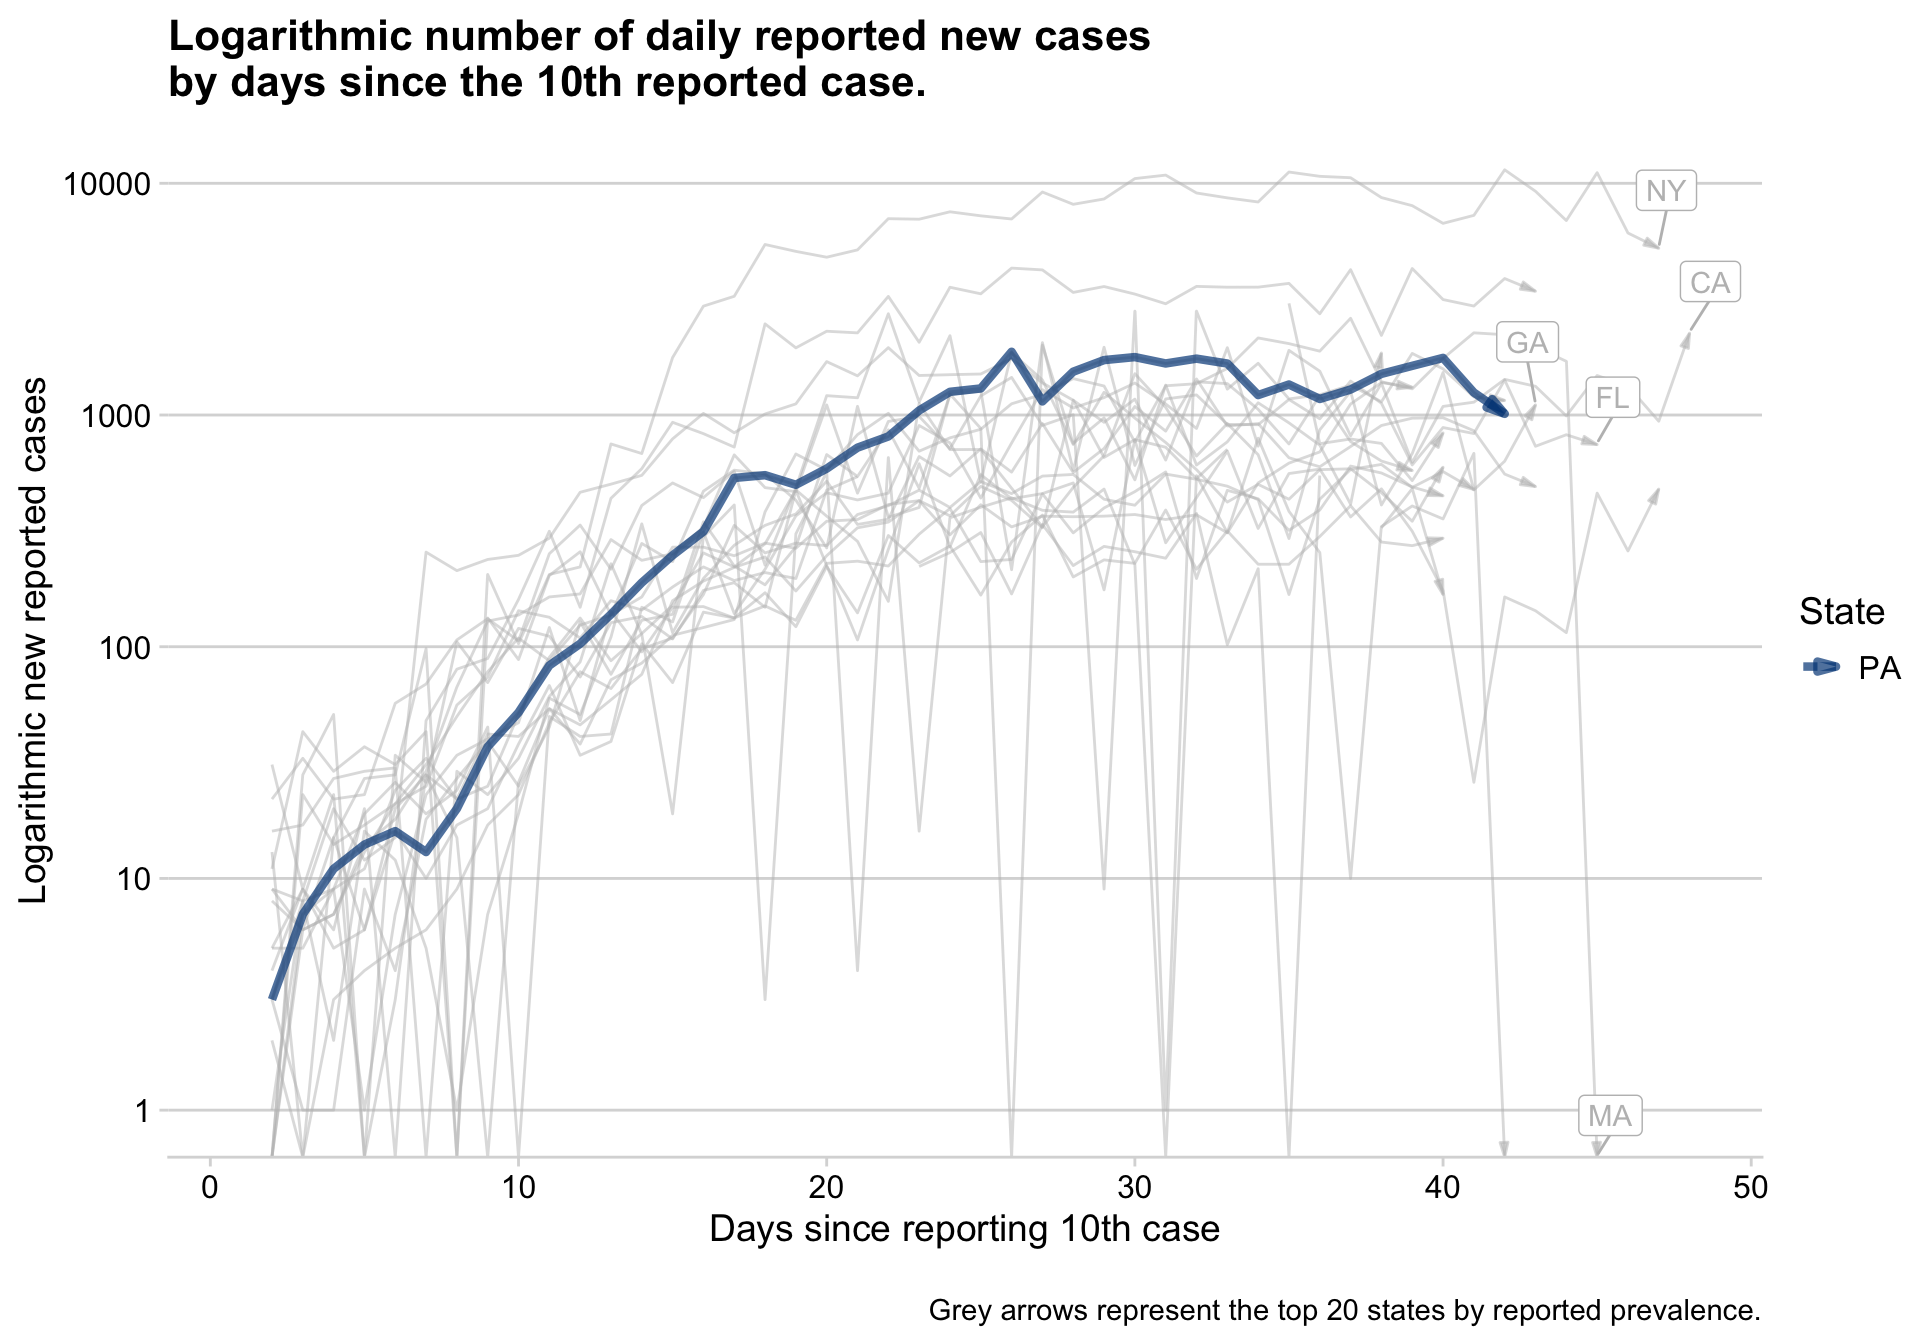 Logarithmic number of daily reported new cases
by days since the 10th reported case.
Logarithmic new reported cases
10000
1000
100
10
1
NY
CA
GA
FL
MA
State
PA
0 10 20 30 40 50
Days since reporting 10th case
Grey arrows represent the top 20 states by reported prevalence.